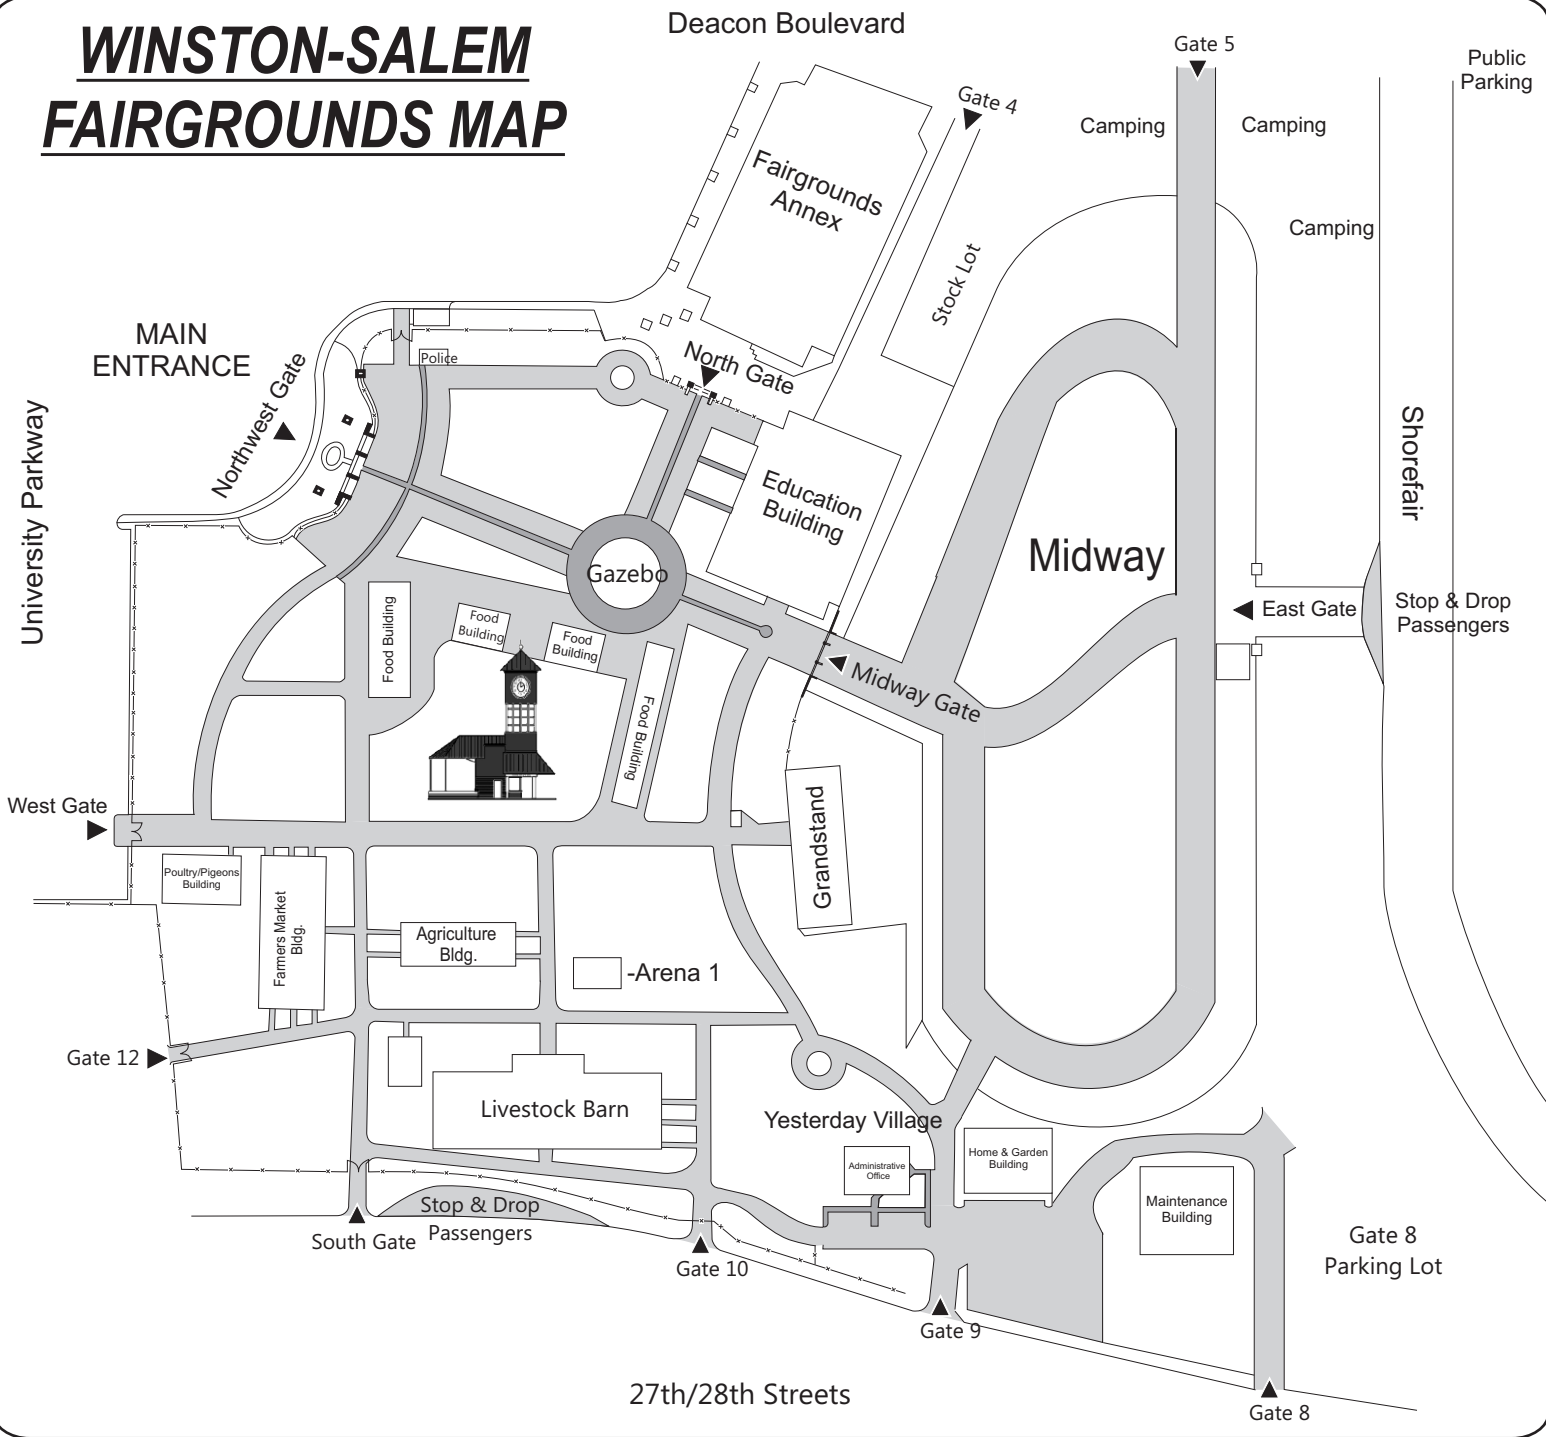 WINSTON-SALEM
FAIRGROUNDS MAP
Deacon Boulevard
Gate 5
Public
Parking
Gate 4
Camping
Camping
Fairgrounds
Annex
Camping
Stock Lot
MAIN
ENTRANCE
Police
North Gate
Northwest Gate
University Parkway
Shorefair
Education
Building
Midway
Gazebo
East Gate
Stop & Drop
Passengers
Food Building
Food
Building
Food
Building
Food Building
Midway Gate
West Gate
Grandstand
Poultry/Pigeons
Building
Farmers Market
Bldg.
Agriculture
Bldg.
-Arena 1
Gate 12
Livestock Barn
Yesterday Village
Administrative
Office
Home & Garden
Building
Maintenance
Building
Stop & Drop
Passengers
South Gate
Gate 10
Gate 8
Parking Lot
Gate 9
27th/28th Streets
Gate 8